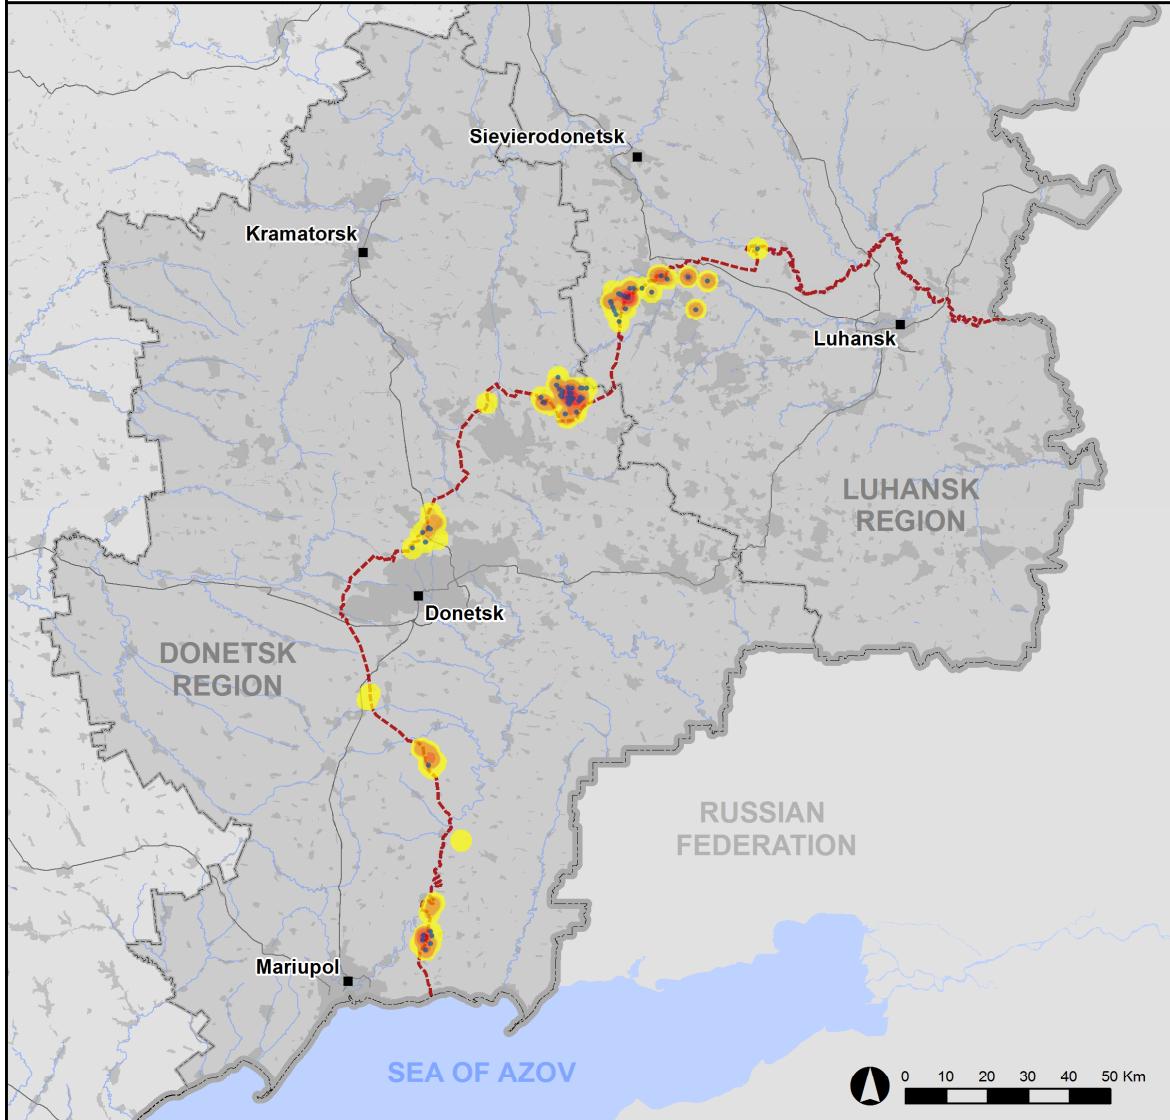 Sievierodonetsk
Kramatorsk
Luhansk
LUHANSK
REGION
Donetsk
DONETSK
REGION
RUSSIAN
FEDERATION
Mariupol
SEA OF AZOV
0 10 20 30 40 50 Km